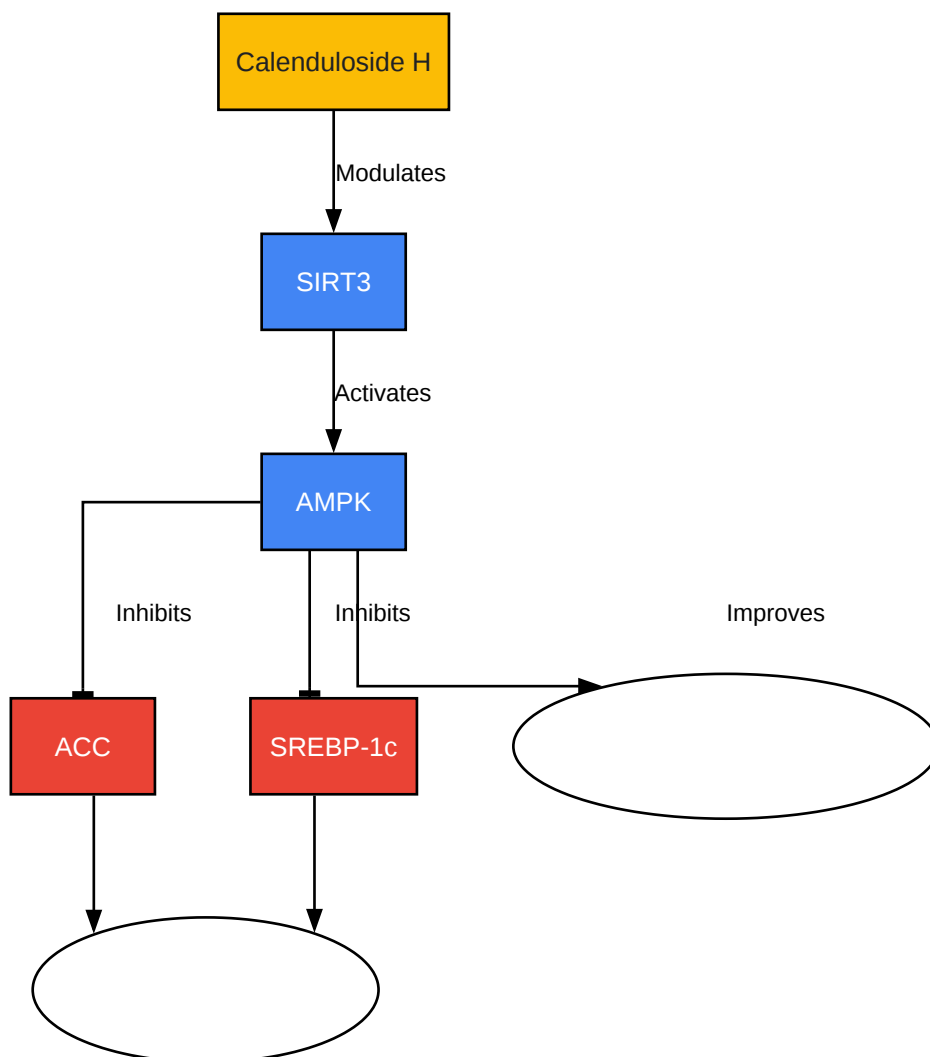 Calenduloside H
Modulates
SIRT3
Activates
AMPK
Inhibits
Inhibits
Improves
ACC
SREBP-1c